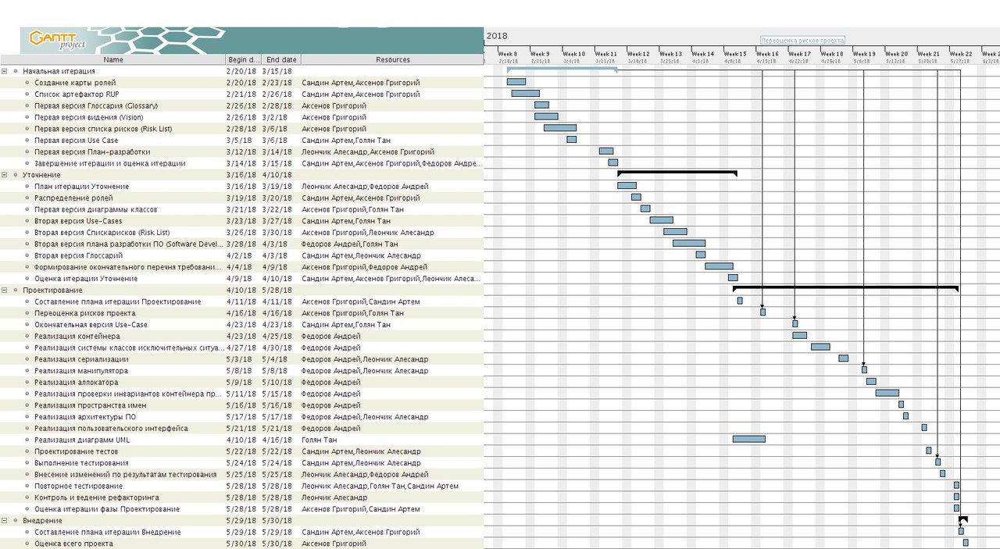 GANTT project
2018
Переоценка рисков проекта
Name Begin d... End date Resources
Week 8 Week 9 Week 10 Week 11 Week 12 Week 13 Week 14 Week 15 Week 16 Week 17 Week 18 Week 19 Week 20 Week 21 Week 22 Week 2
2/18/18 2/25/18 3/4/18 3/11/18 3/18/18 3/25/18 4/1/18 4/8/18 4/15/18 4/22/18 4/29/18 5/6/18 5/13/18 5/20/18 5/27/18 6/3/18
Начальная итерация 2/20/18 3/15/18
Создание карты ролей 2/20/18 2/23/18 Сандин Артем,Аксенов Григорий
Список артефактор RUP 2/21/18 2/26/18 Сандин Артем,Аксенов Григорий
Первая версия Глоссария (Glossary) 2/26/18 2/28/18 Аксенов Григорий
Первая версия видения (Vision) 2/26/18 3/2/18 Аксенов Григорий
Первая версия списка рисков (Risk List) 2/28/18 3/6/18 Аксенов Григорий
Первая версия Use Case 3/5/18 3/6/18 Сандин Артем,Голян Тан
Первая версия План-разработки 3/12/18 3/14/18 Леончик Алесандр,Аксенов Григорий
Завершение итерации и оценка итерации 3/14/18 3/15/18 Сандин Артем,Аксенов Григорий,Федоров Андре...
Уточнение 3/16/18 4/10/18
План итерации Уточнение 3/16/18 3/19/18 Леончик Алесандр,Федоров Андрей
Распределение ролей 3/19/18 3/20/18 Сандин Артем,Аксенов Григорий
Первая версия диаграммы классов 3/21/18 3/22/18 Аксенов Григорий,Голян Тан
Вторая версия Use-cases 3/23/18 3/27/18 Сандин Артем,Голян Тан
Вторая версия Списка рисков (Risk List) 3/26/18 3/30/18 Аксенов Григорий,Леончик Алесандр
Вторая версия плана разработки ПО (Software Devel... 3/28/18 4/3/18 Федоров Андрей,Голян Тан
Вторая версия Глоссарий 4/2/18 4/3/18 Сандин Артем,Леончик Алесандр
Формирование окончательного перечня требовани... 4/4/18 4/9/18 Аксенов Григорий,Федоров Андрей
Оценка итерации Уточнение 4/9/18 4/10/18 Сандин Артем,Аксенов Григорий,Леончик Алеса...
Проектирование 4/10/18 5/28/18
Составление плана итерации Проектирование 4/11/18 4/11/18 Аксенов Григорий,Сандин Артем
Переоценка рисков проекта 4/16/18 4/16/18 Аксенов Григорий,Голян Тан
Окончательная версия Use-Case 4/23/18 4/23/18 Сандин Артем,Голян Тан
Реализация контейнера 4/23/18 4/25/18 Федоров Андрей
Реализация системы классов исключительных ситуа... 4/27/18 4/30/18 Федоров Андрей
Реализация сериализации 5/3/18 5/4/18 Федоров Андрей,Леончик Алесандр
Реализация манипулятора 5/8/18 5/8/18 Федоров Андрей,Леончик Алесандр
Реализация аллокатора 5/9/18 5/10/18 Федоров Андрей
Реализация проверки инвариантов контейнера пр... 5/11/18 5/15/18 Федоров Андрей
Реализация пространства имен 5/16/18 5/16/18 Федоров Андрей
Реализация архитектуры ПО 5/17/18 5/17/18 Федоров Андрей,Леончик Алесандр
Реализация пользовательского интерфейса 5/21/18 5/21/18 Федоров Андрей
Реализация диаграмм UML 4/10/18 4/16/18 Голян Тан
Проектирование тестов 5/22/18 5/22/18 Сандин Артем,Леончик Алесандр
Выполнение тестирования 5/24/18 5/24/18 Сандин Артем,Леончик Алесандр
Внесение изменений по результатам тестирования 5/25/18 5/25/18 Леончик Алесандр,Федоров Андрей
Повторное тестирование 5/28/18 5/28/18 Леончик Алесандр,Голян Тан,Сандин Артем
Контроль и ведение рефакторинга 5/28/18 5/28/18 Леончик Алесандр
Оценка итерации фазы Проектирование 5/28/18 5/28/18 Аксенов Григорий,Сандин Артем
Внедрение 5/29/18 5/30/18
Составление плана итерации Внедрение 5/29/18 5/29/18 Сандин Артем,Аксенов Григорий
Оценка всего проекта 5/30/18 5/30/18 Аксенов Григорий